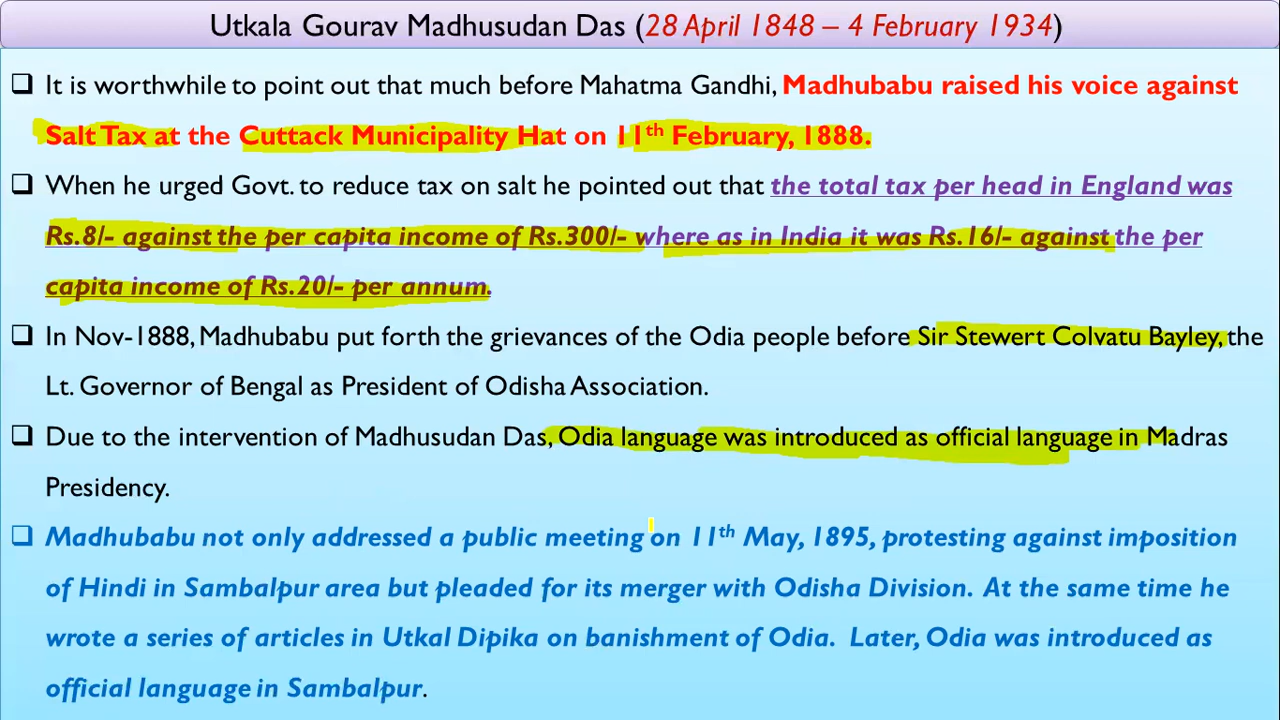 Utkala Gourav Madhusudan Das (28 April 1848 – 4 February 1934)
❑ It is worthwhile to point out that much before Mahatma Gandhi, Madhubabu raised his voice against
Salt Tax at the Cuttack Municipality Hat on 11th February, 1888.
❑ When he urged Govt. to reduce tax on salt he pointed out that the total tax per head in England was
Rs.8/- against the per capita income of Rs.300/- where as in India it was Rs.16/- against the per
capita income of Rs.20/- per annum.
❑ In Nov-1888, Madhubabu put forth the grievances of the Odia people before Sir Stewert Colvatu Bayley, the
Lt. Governor of Bengal as President of Odisha Association.
❑ Due to the intervention of Madhusudan Das, Odia language was introduced as official language in Madras
Presidency.
❑ Madhubabu not only addressed a public meeting on 11th May, 1895, protesting against imposition
of Hindi in Sambalpur area but pleaded for its merger with Odisha Division. At the same time he
wrote a series of articles in Utkal Dipika on banishment of Odia. Later, Odia was introduced as
official language in Sambalpur.